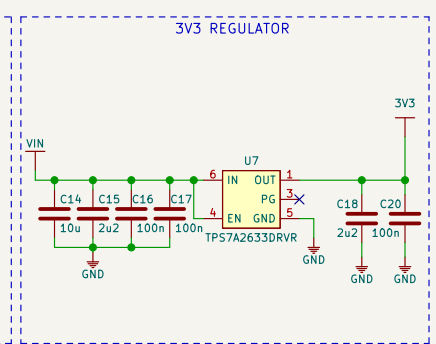 3V3 REGULATOR
3V3
VIN
U7
6 IN OUT 1
PG 3
4 EN GND 5
TPS7A2633DRVR
C14 C15 C16 C17
10u 2u2 100n 100n
C18 C20
2u2 100n
GND
GND
GND GND